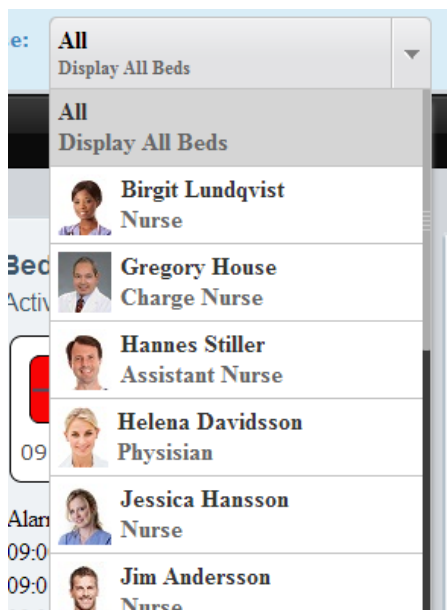 e:
All
Display All Beds
All
Display All Beds
Birgit Lundqvist
Nurse
Bed
Gregory House
Activ
Charge Nurse
Hannes Stiller
Assistant Nurse
Helena Davidsson
09
Physisian
Jessica Hansson
Alarm
Nurse
09:0
Jim Andersson
09:0
Nurse